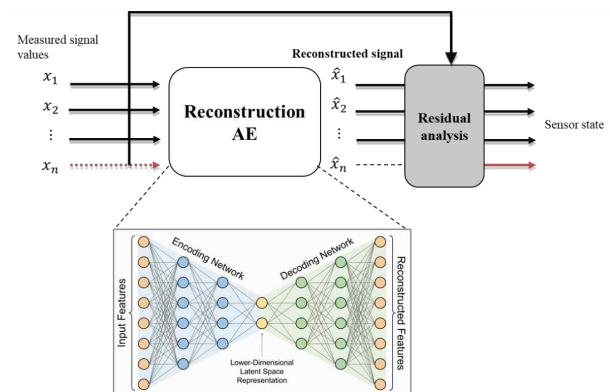 Measured signal
values
Reconstructed signal
x₁
x₂
⋮
xₙ
Reconstruction
AE
x̂₁
x̂₂
⋮
x̂ₙ
Residual
analysis
Sensor state
Input Features
Encoding Network
Decoding Network
Reconstructed Features
Lower-Dimensional
Latent Space
Representation